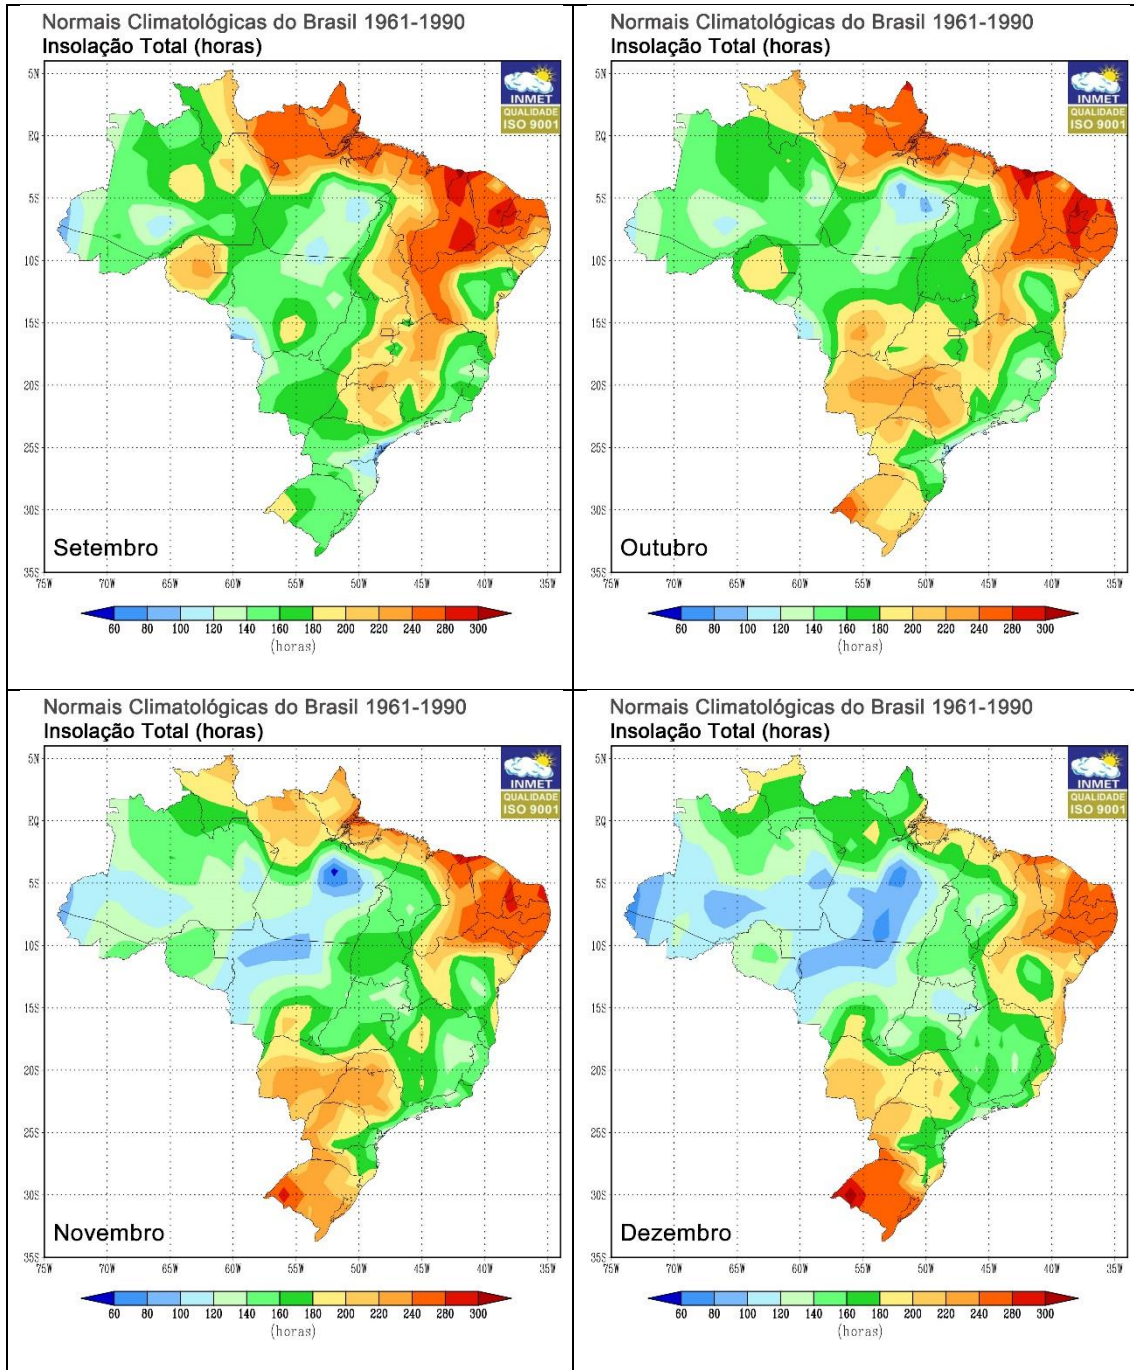 Normais Climatológicas do Brasil 1961-1990
Insolação Total (horas)
INMET
QUALIDADE
ISO 9001
5N
EQ
5S
10S
15S
20S
25S
30S
35S
Setembro
75W 70W 65W 60W 55W 50W 45W 40W 35W
60 80 100 120 140 160 180 200 220 240 280 300
(horas)
Normais Climatológicas do Brasil 1961-1990
Insolação Total (horas)
INMET
QUALIDADE
ISO 9001
5N
EQ
5S
10S
15S
20S
25S
30S
35S
Outubro
75W 70W 65W 60W 55W 50W 45W 40W 35W
60 80 100 120 140 160 180 200 220 240 280 300
(horas)
Normais Climatológicas do Brasil 1961-1990
Insolação Total (horas)
INMET
QUALIDADE
ISO 9001
5N
EQ
5S
10S
15S
20S
25S
30S
35S
Novembro
75W 70W 65W 60W 55W 50W 45W 40W 35W
60 80 100 120 140 160 180 200 220 240 280 300
(horas)
Normais Climatológicas do Brasil 1961-1990
Insolação Total (horas)
INMET
QUALIDADE
ISO 9001
5N
EQ
5S
10S
15S
20S
25S
30S
35S
Dezembro
75W 70W 65W 60W 55W 50W 45W 40W 35W
60 80 100 120 140 160 180 200 220 240 280 300
(horas)